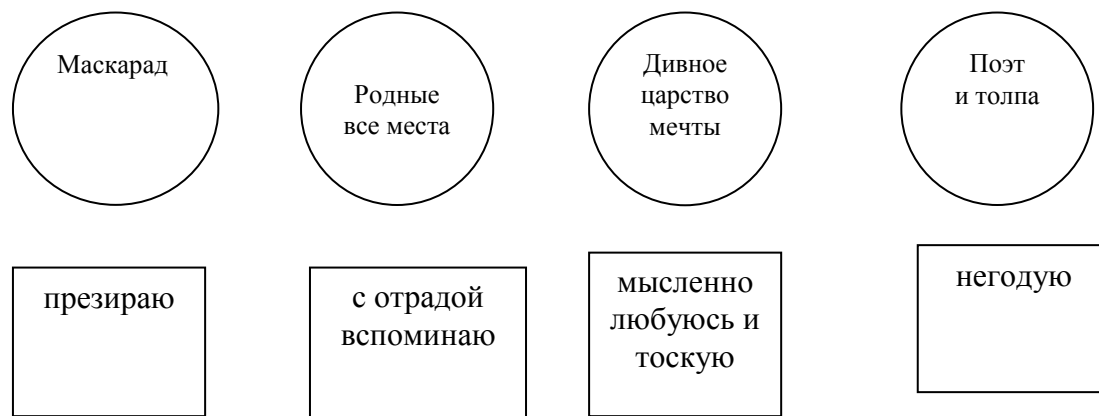 Маскарад
Родные
все места
Дивное
царство
мечты
Поэт
и толпа
презираю
с отрадой
вспоминаю
мысленно
любуюсь и
тоскую
негодую